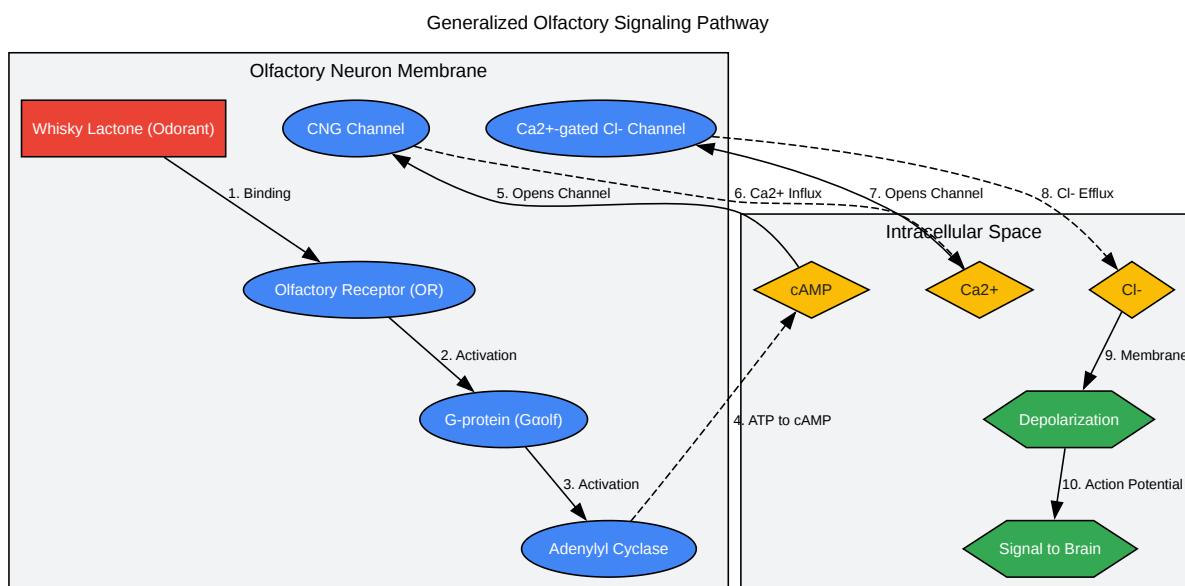 Generalized Olfactory Signaling Pathway
Olfactory Neuron Membrane
Whisky Lactone (Odorant)
CNG Channel
Ca2+-gated Cl- Channel
1. Binding
5. Opens Channel
6. Ca2+ Influx
7. Opens Channel
8. Cl- Efflux
Intracellular Space
Olfactory Receptor (OR)
cAMP
Ca2+
Cl-
2. Activation
9. Membrane
G-protein (Gαolf)
4. ATP to cAMP
Depolarization
3. Activation
10. Action Potential
Adenylyl Cyclase
Signal to Brain